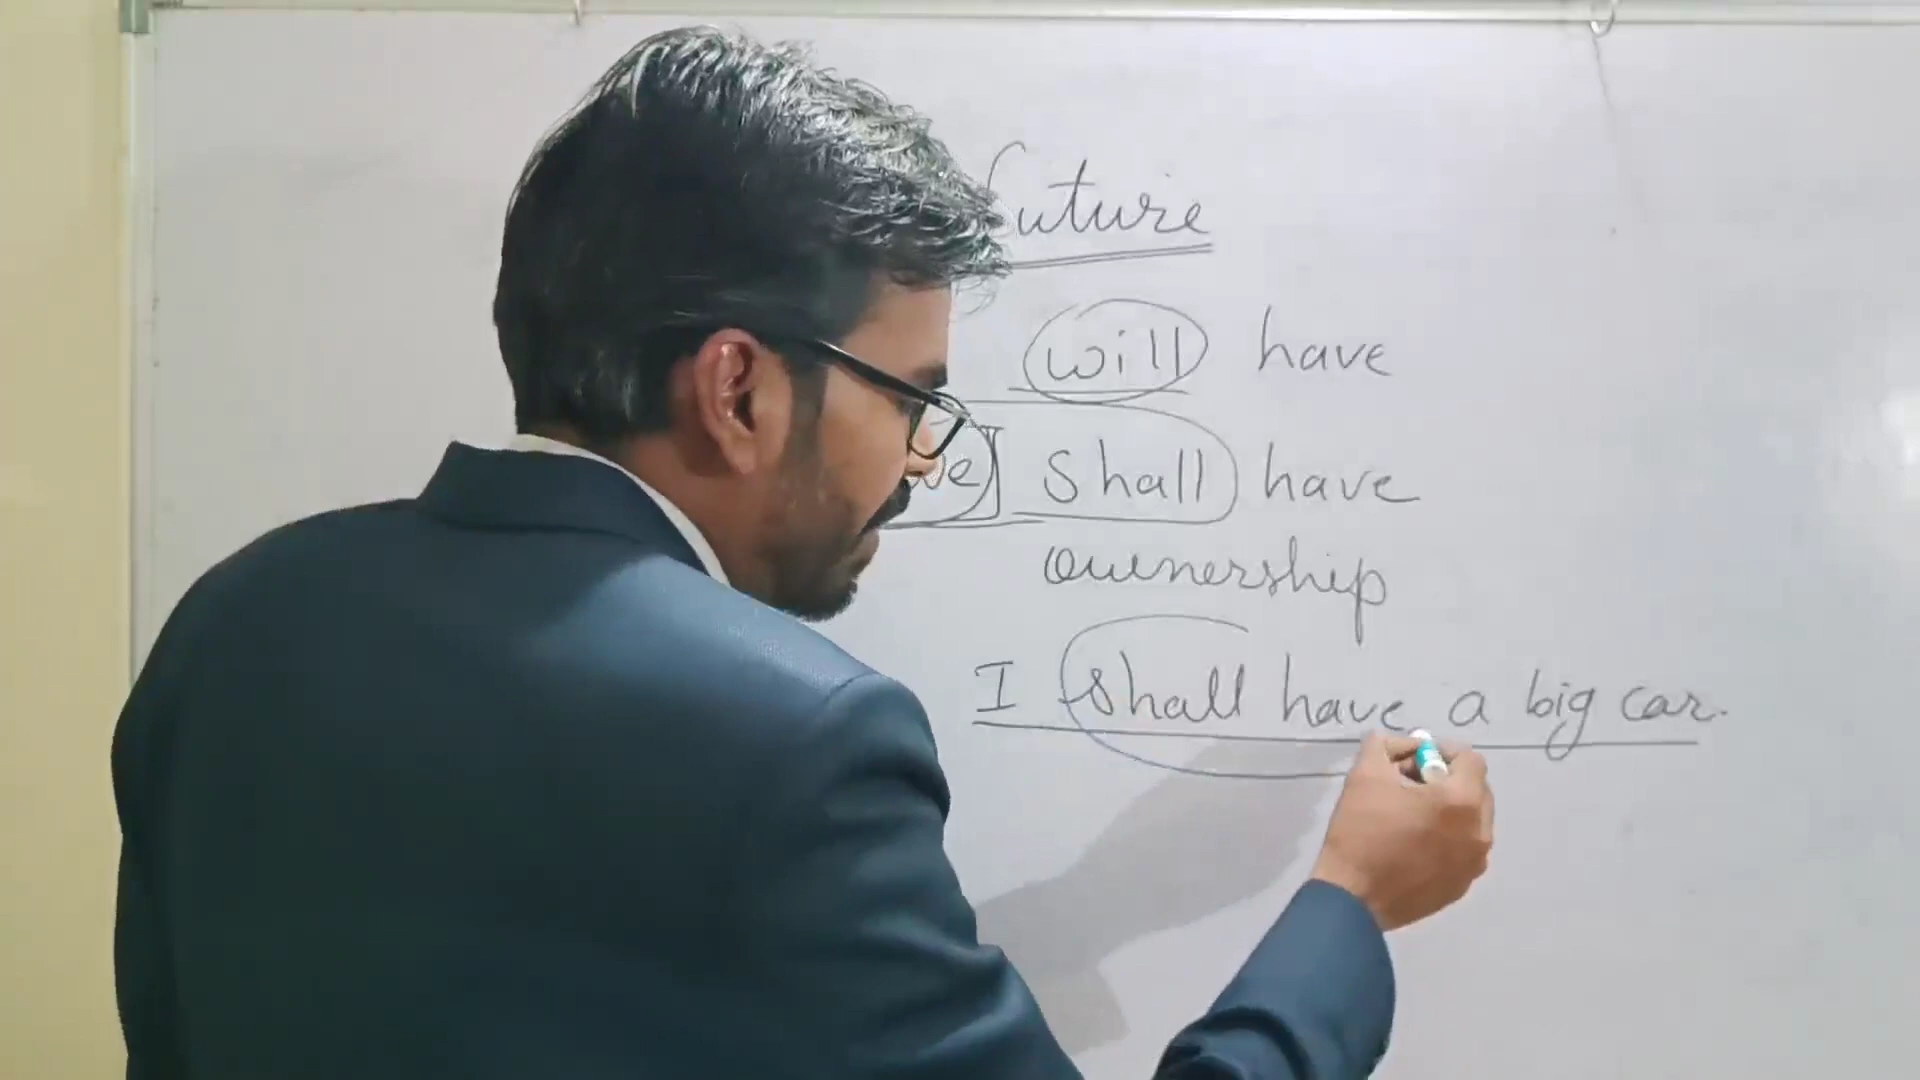 future
will have
we shall have
ownership
I shall have a big car.